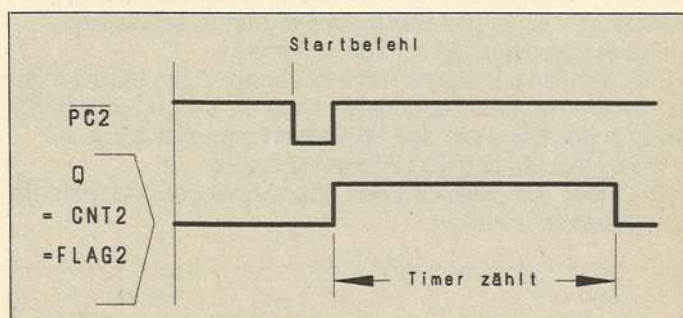 Startbefehl
PC2
Q
= CNT2
=FLAG2
Timer zählt